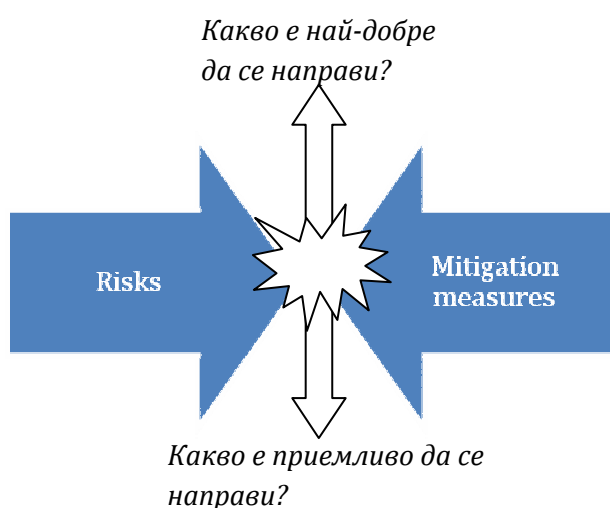 Какво е най-добре
да се направи?
Risks
Mitigation
measures
Какво е приемливо да се
направи?